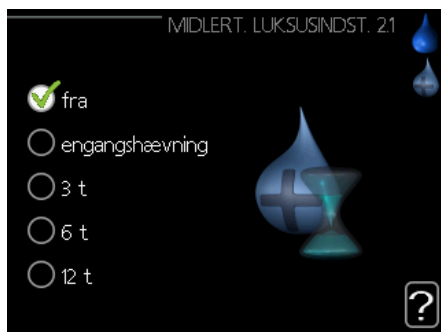 MIDLERT. LUKSUSINDST. 2.1
fra
engangshævning
3 t
6 t
12 t
?